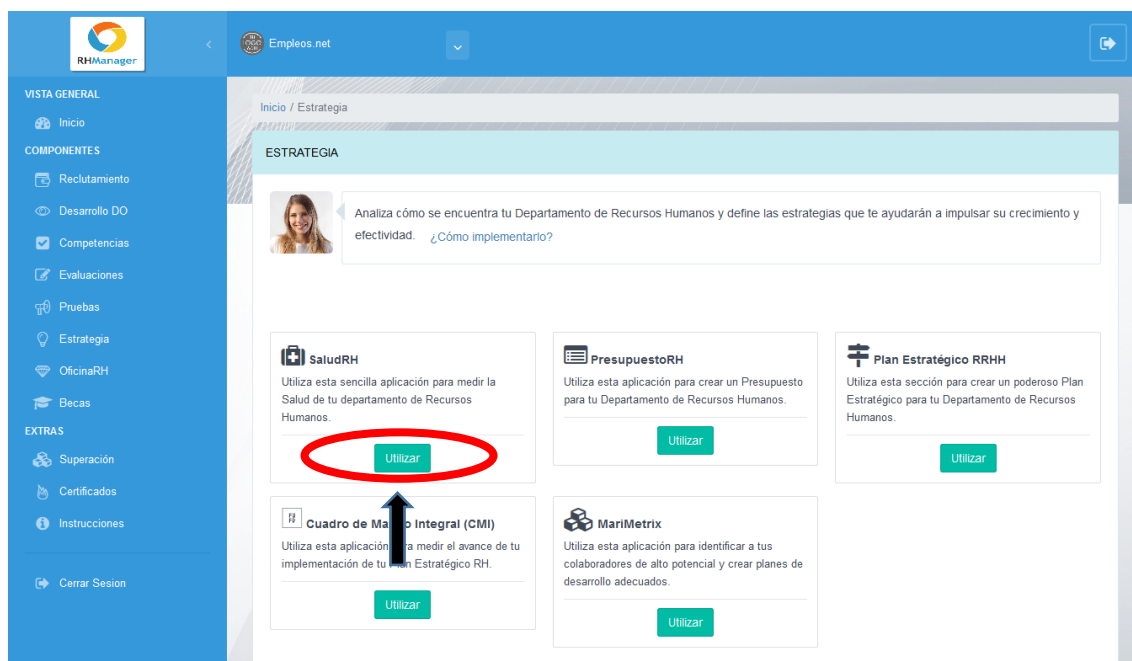 RHManager
Empleos.net
VISTA GENERAL
Inicio
COMPONENTES
Reclutamiento
Desarrollo DO
Competencias
Evaluaciones
Pruebas
Estrategia
OficinaRH
Becas
EXTRAS
Superación
Certificados
Instrucciones
Cerrar Sesion
Inicio / Estrategia
ESTRATEGIA
Analiza cómo se encuentra tu Departamento de Recursos Humanos y define las estrategias que te ayudarán a impulsar su crecimiento y
efectividad. ¿Cómo implementarlo?
SaludRH
Utiliza esta sencilla aplicación para medir la
Salud de tu departamento de Recursos
Humanos.
Utilizar
PresupuestoRH
Utiliza esta aplicación para crear un Presupuesto
para tu Departamento de Recursos Humanos.
Utilizar
Plan Estratégico RRHH
Utiliza esta sección para crear un poderoso Plan
Estratégico para tu Departamento de Recursos
Humanos.
Utilizar
Cuadro de Integral (CMI)
Utiliza esta aplicación medir el avance de tu
implementación de tu Estratégico RH.
Utilizar
MariMetrix
Utiliza esta aplicación para identificar a tus
colaboradores de alto potencial y crear planes de
desarrollo adecuados.
Utilizar